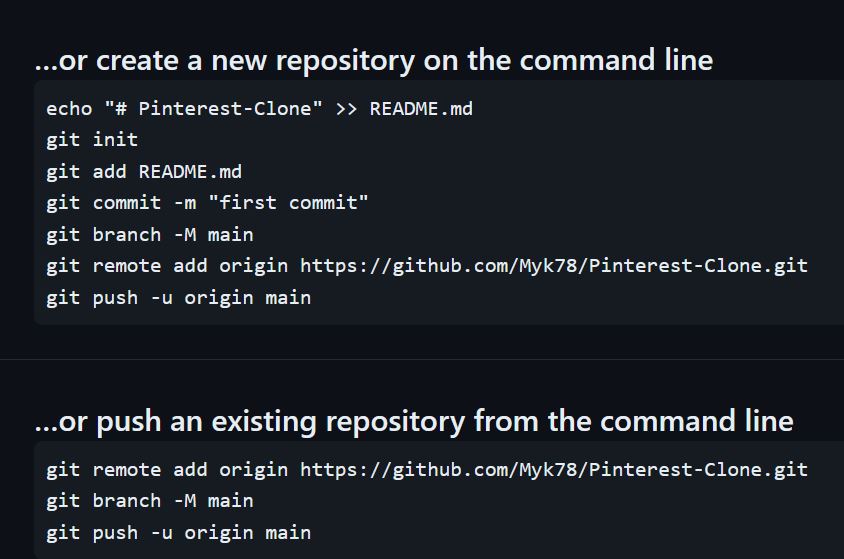 ...or create a new repository on the command line
echo "# Pinterest-Clone" >> README.md
git init
git add README.md
git commit -m "first commit"
git branch -M main
git remote add origin https://github.com/Myk78/Pinterest-Clone.git
git push -u origin main
...or push an existing repository from the command line
git remote add origin https://github.com/Myk78/Pinterest-Clone.git
git branch -M main
git push -u origin main